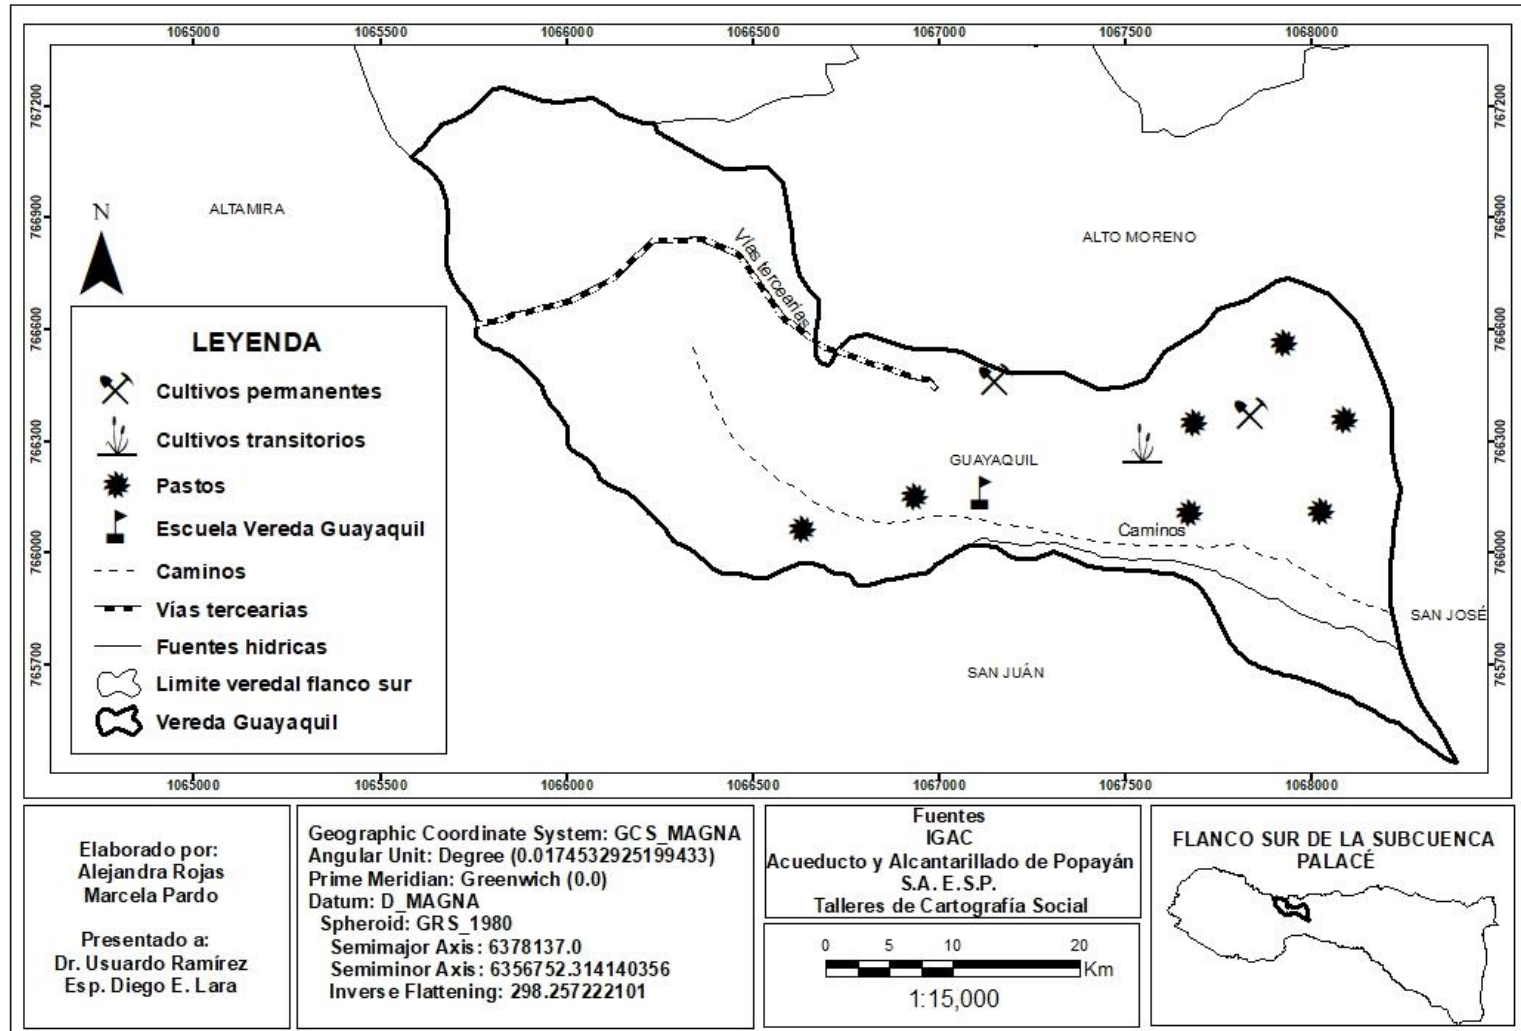 1065000 1065500 1066000 1066500 1067000 1067500 1068000
767200 767200
766900 766900
766600 766600
766300 766300
766000 766000
765700 765700
ALTAMIRA
ALTO MORENO
N
Vías tercearías
GUAYAQUIL
Caminos
SAN JOSÉ
SAN JUÁN
LEYENDA
Cultivos permanentes
Cultivos transitorios
Pastos
Escuela Vereda Guayaquil
Caminos
Vías tercearias
Fuentes hidricas
Limite veredal flanco sur
Vereda Guayaquil
1065000 1065500 1066000 1066500 1067000 1067500 1068000
Elaborado por:
Alejandra Rojas
Marcela Pardo
Presentado a:
Dr. Usuardo Ramírez
Esp. Diego E. Lara
Geographic Coordinate System: GCS_MAGNA
Angular Unit: Degree (0.0174532925199433)
Prime Meridian: Greenwich (0.0)
Datum: D_MAGNA
Spheroid: GRS_1980
Semimajor Axis: 6378137.0
Semiminor Axis: 6356752.314140356
Inverse Flattening: 298.257222101
Fuentes
IGAC
Acueducto y Alcantarillado de Popayán
S.A. E.S.P.
Talleres de Cartografía Social
0 5 10 20
Km
1:15,000
FLANCO SUR DE LA SUBCUENCA
PALACÉ